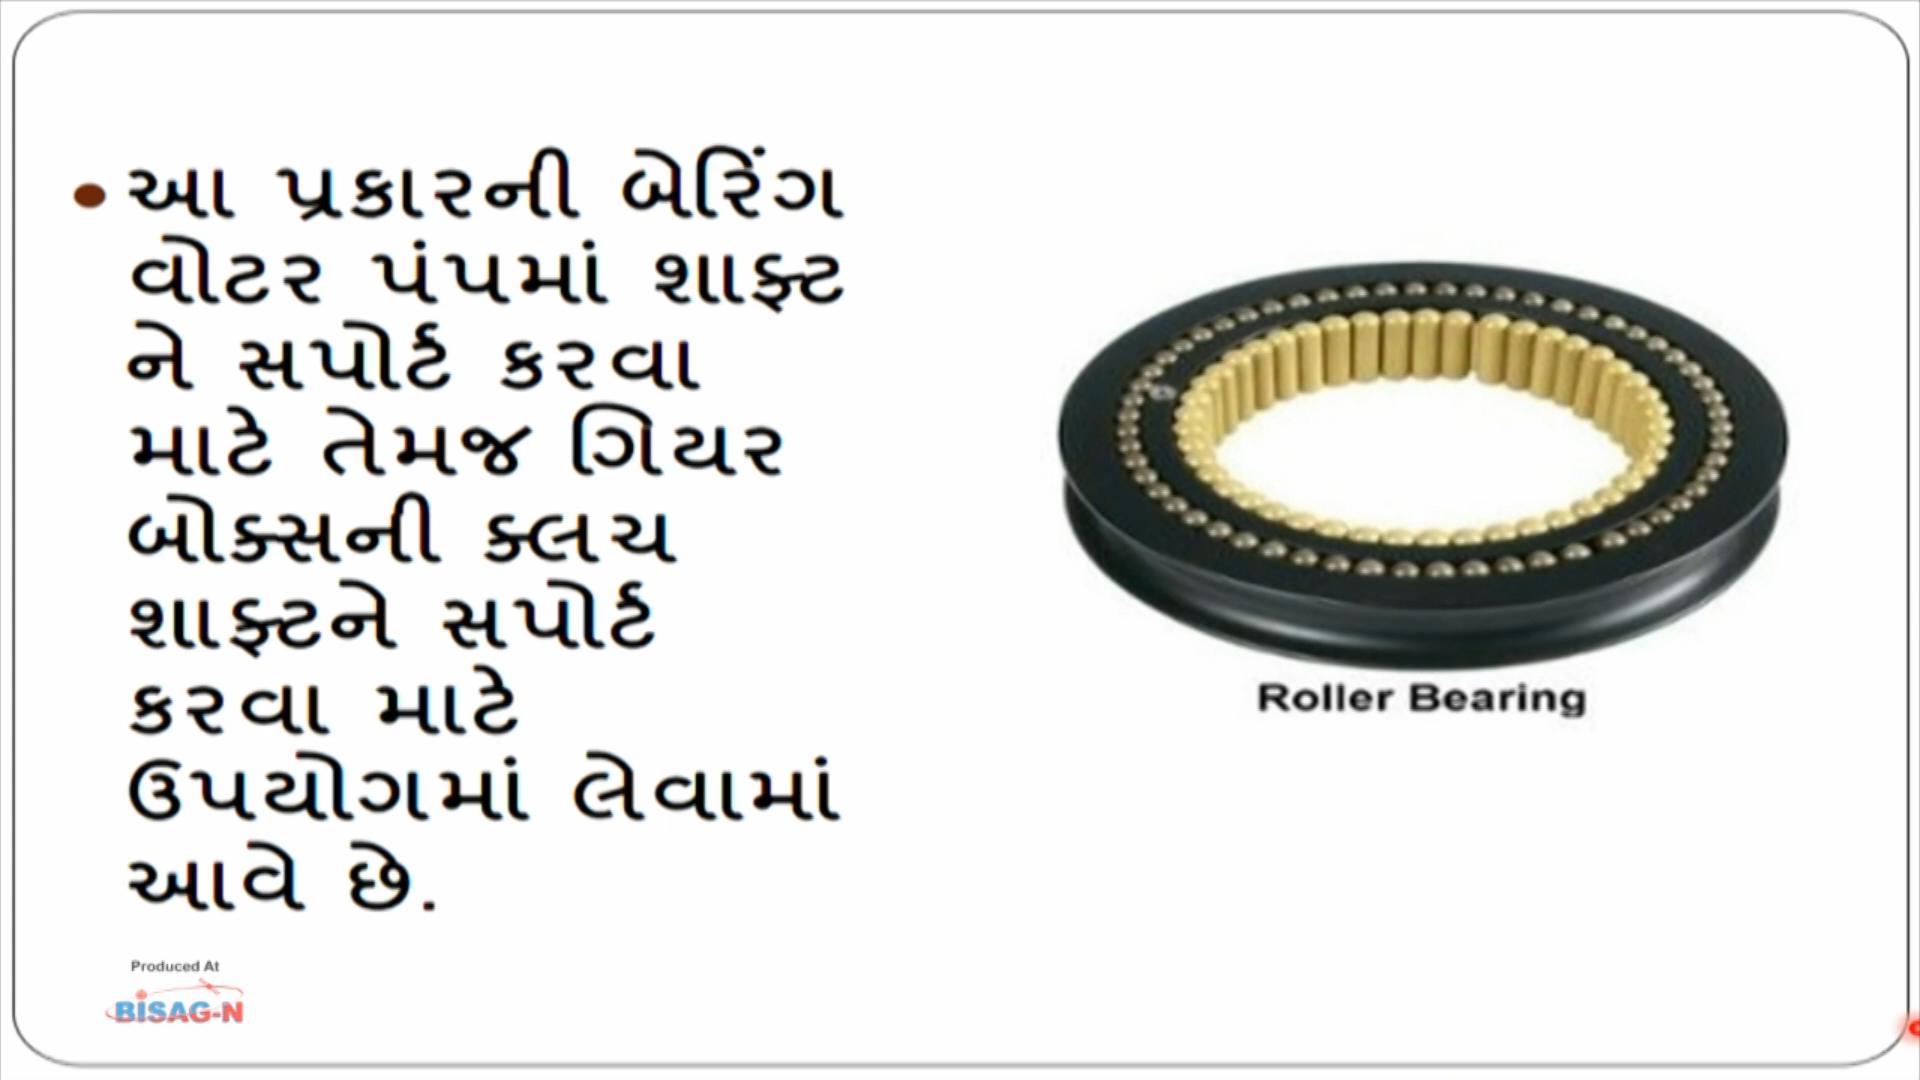 • આ પ્રકારની બેરિંગ
વોટર પંપમાં શાફ્ટ
ને સપોર્ટ કરવા
માટે તેમજ ગિયર
બોક્સની ક્લચ
શાફ્ટને સપોર્ટ
કરવા માટે
ઉપયોગમાં લેવામાં
આવે છે.
Roller Bearing
Produced At
BISAG-N